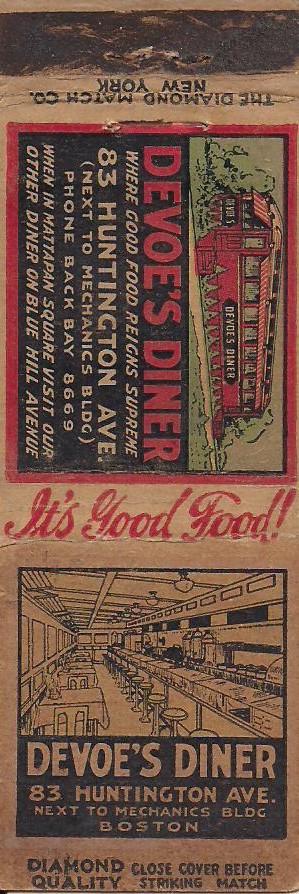 THE DIAMOND MATCH CO.
NEW YORK
DEVOE'S
DEVOE'S DINER
DEVOE'S DINER
WHERE GOOD FOOD REIGNS SUPREME
83 HUNTINGTON AVE.
(NEXT TO MECHANICS BLDG)
PHONE BACK BAY 8669
WHEN IN MATTAPAN SQUARE VISIT OUR
OTHER DINER ON BLUE HILL AVENUE
It's Good Food!
DEVOE'S DINER
83 HUNTINGTON AVE.
NEXT TO MECHANICS BLDG
BOSTON
DIAMOND QUALITY
CLOSE COVER BEFORE STRIKING MATCH